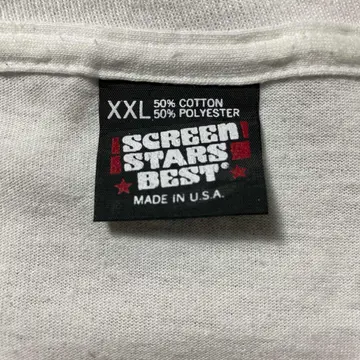 XXL 50% COTTON
50% POLYESTER
SCREEN
STARS
BEST
MADE IN U.S.A.